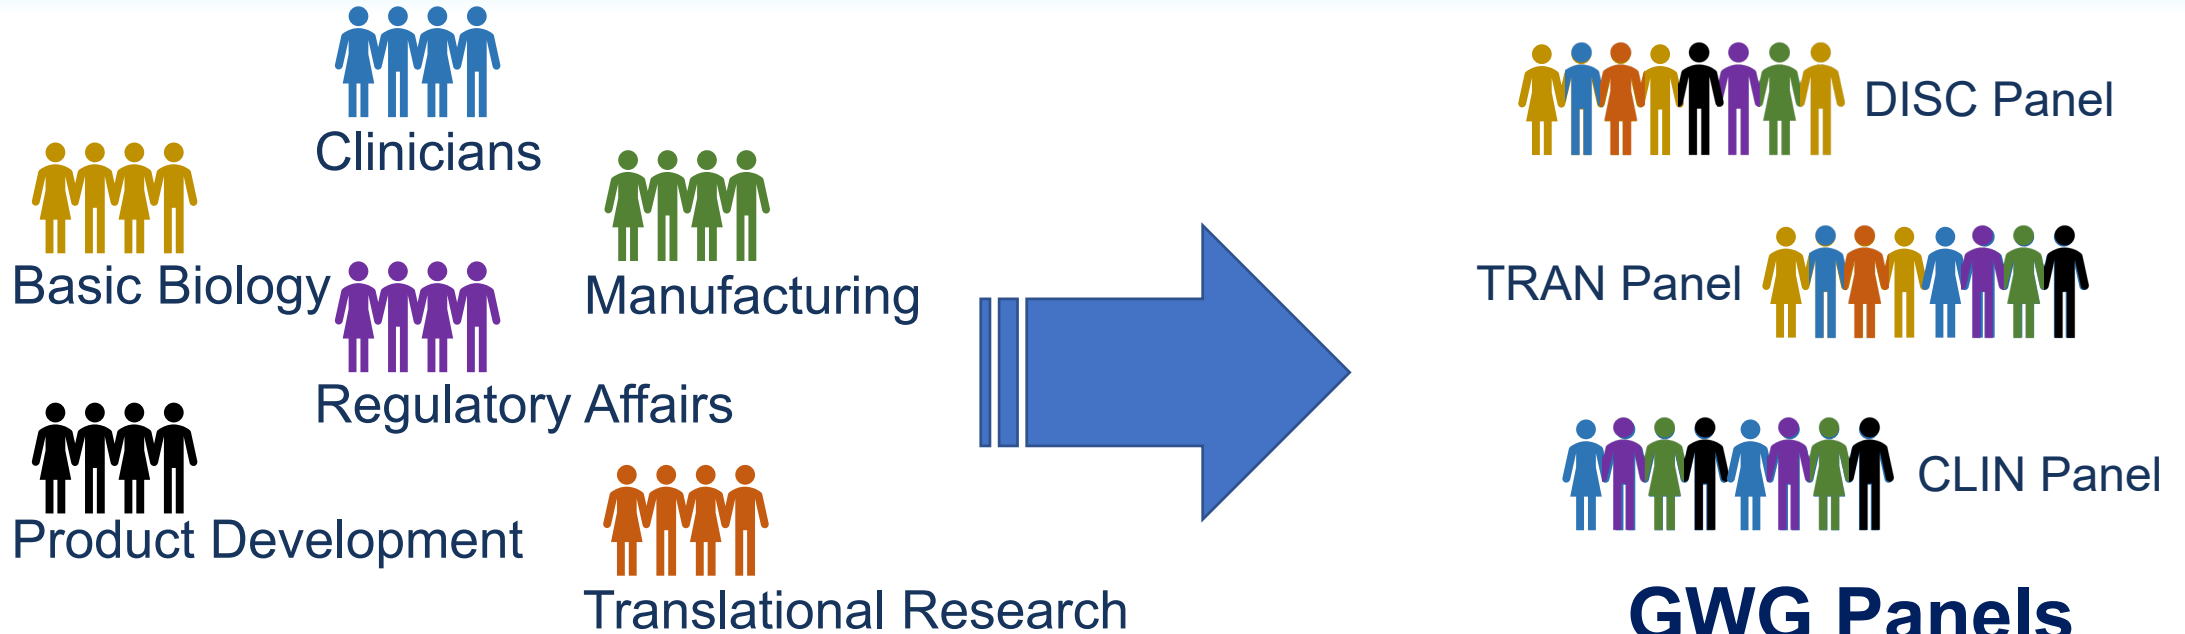 Clinicians
Basic Biology
Manufacturing
Regulatory Affairs
Product Development
Translational Research
DISC Panel
TRAN Panel
CLIN Panel
GWG Panels